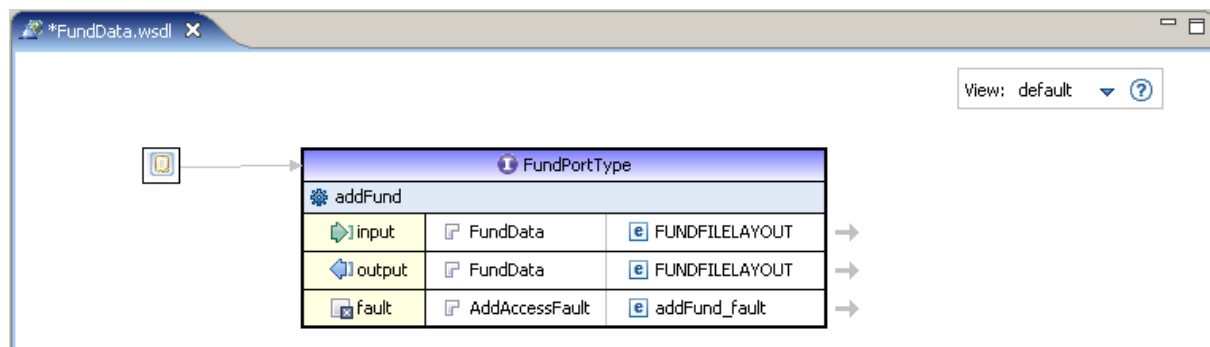 *FundData.wsdl
View: default
FundPortType
addFund
input FundData e FUNDFILELAYOUT
output FundData e FUNDFILELAYOUT
fault AddAccessFault e addFund_fault